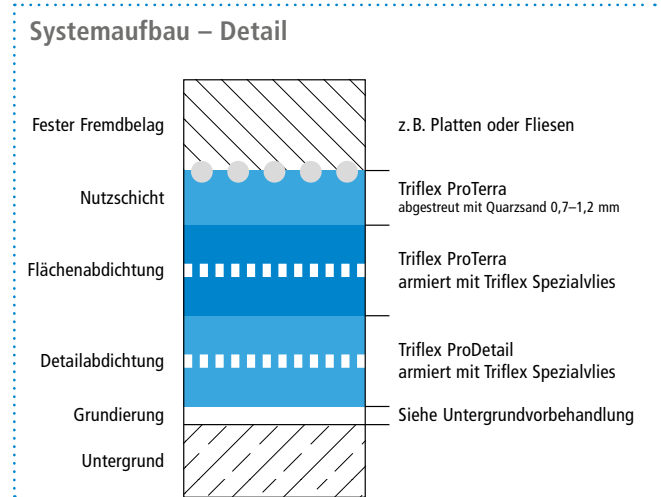 Systemaufbau – Detail
Fester Fremdbelag
z. B. Platten oder Fliesen
Nutzschicht
Triflex ProTerra
abgestreut mit Quarzsand 0,7–1,2 mm
Flächenabdichtung
Triflex ProTerra
armiert mit Triflex Spezialvlies
Detailabdichtung
Triflex ProDetail
armiert mit Triflex Spezialvlies
Grundierung
Siehe Untergrundvorbehandlung
Untergrund